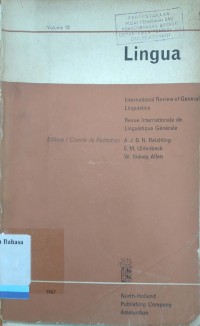 Volume 18
PERPUSTAKAAN
Lingua
International Review of General
Linguistics
Revue Internationale de
Linguistique Générale
Editors / Comité de Rédaction
A. J. B. N. Reichling
E. M. Uhlenbeck
W. Sidney Allen
Bahasa
1967
North-Holland
Publishing Company
Amsterdam